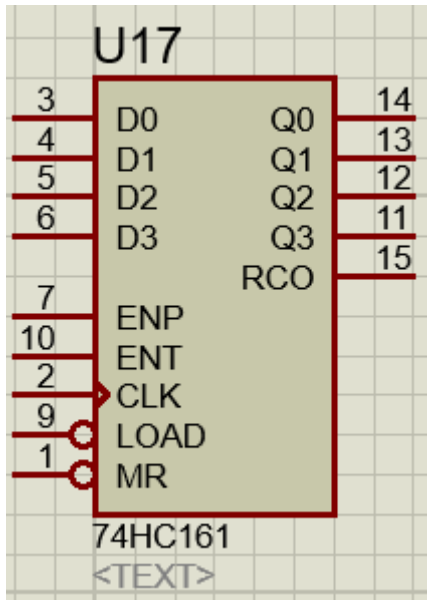 U17
3 D0 Q0 14
4 D1 Q1 13
5 D2 Q2 12
6 D3 Q3 11
RCO 15
7 ENP
10 ENT
2 CLK
9 LOAD
1 MR
74HC161
<TEXT>